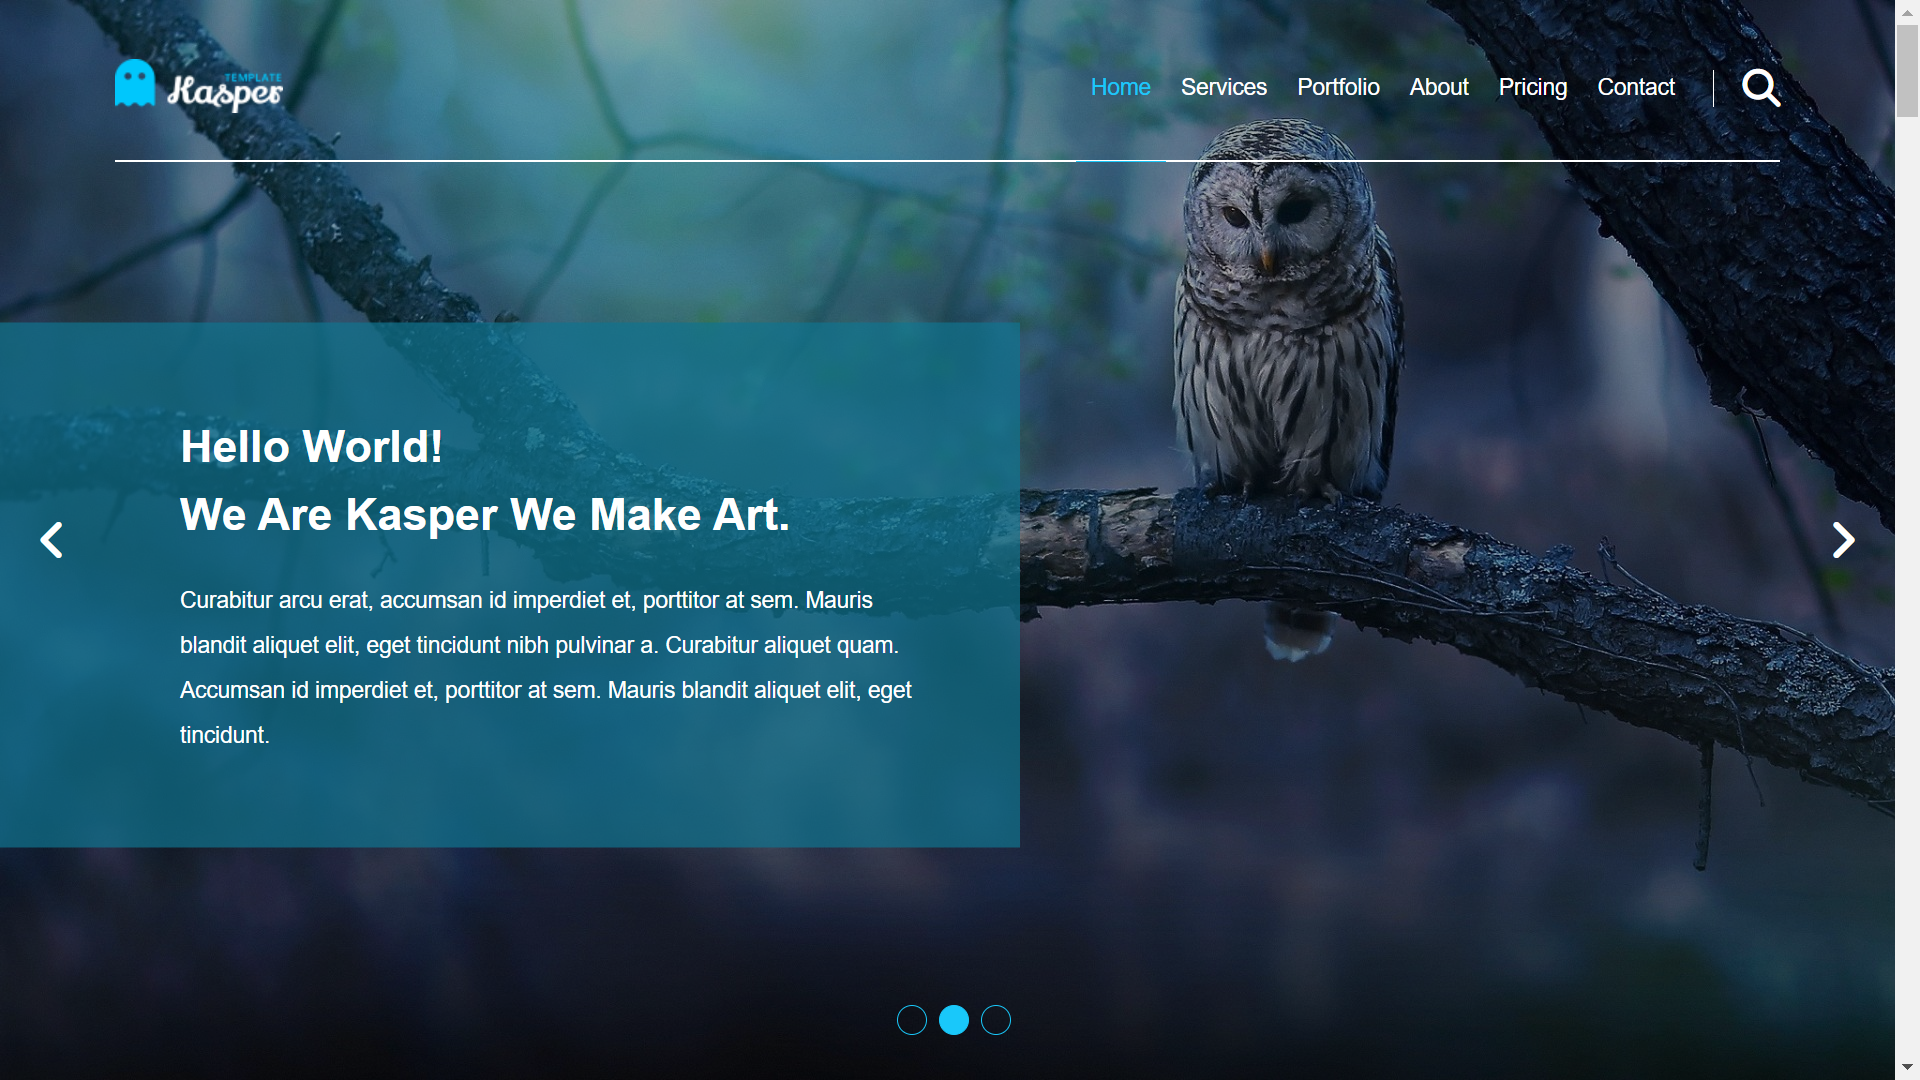 TEMPLATE
Kasper
Home Services Portfolio About Pricing Contact
Hello World!
We Are Kasper We Make Art.
Curabitur arcu erat, accumsan id imperdiet et, porttitor at sem. Mauris
blandit aliquet elit, eget tincidunt nibh pulvinar a. Curabitur aliquet quam.
Accumsan id imperdiet et, porttitor at sem. Mauris blandit aliquet elit, eget
tincidunt.